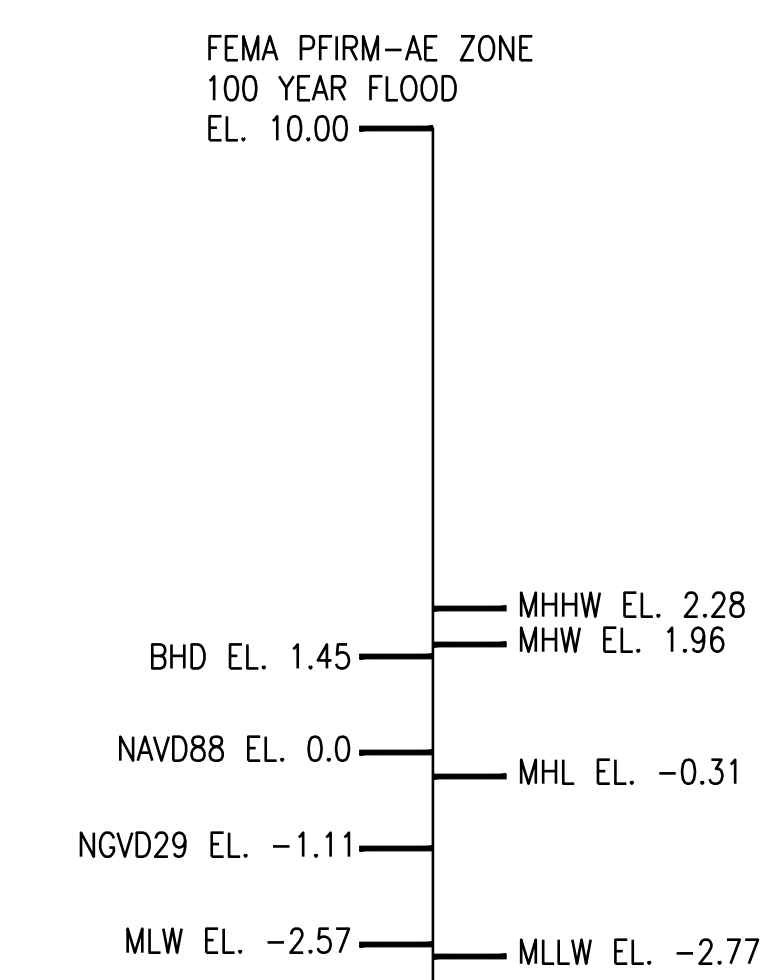 FEMA PFIRM-AE ZONE
100 YEAR FLOOD
EL. 10.00
MHHW EL. 2.28
MHW EL. 1.96
BHD EL. 1.45
NAVD88 EL. 0.0
MHL EL. -0.31
NGVD29 EL. -1.11
MLW EL. -2.57
MLLW EL. -2.77